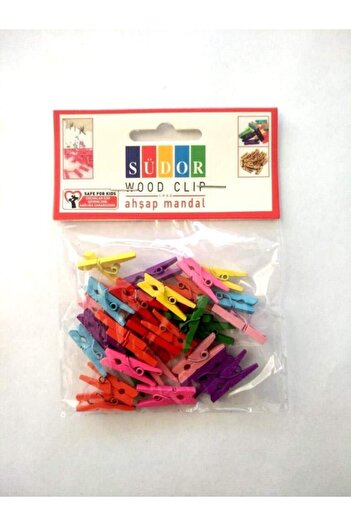 SÜDOR
WOOD CLIP
ahşap mandal
SAFE FOR KIDS